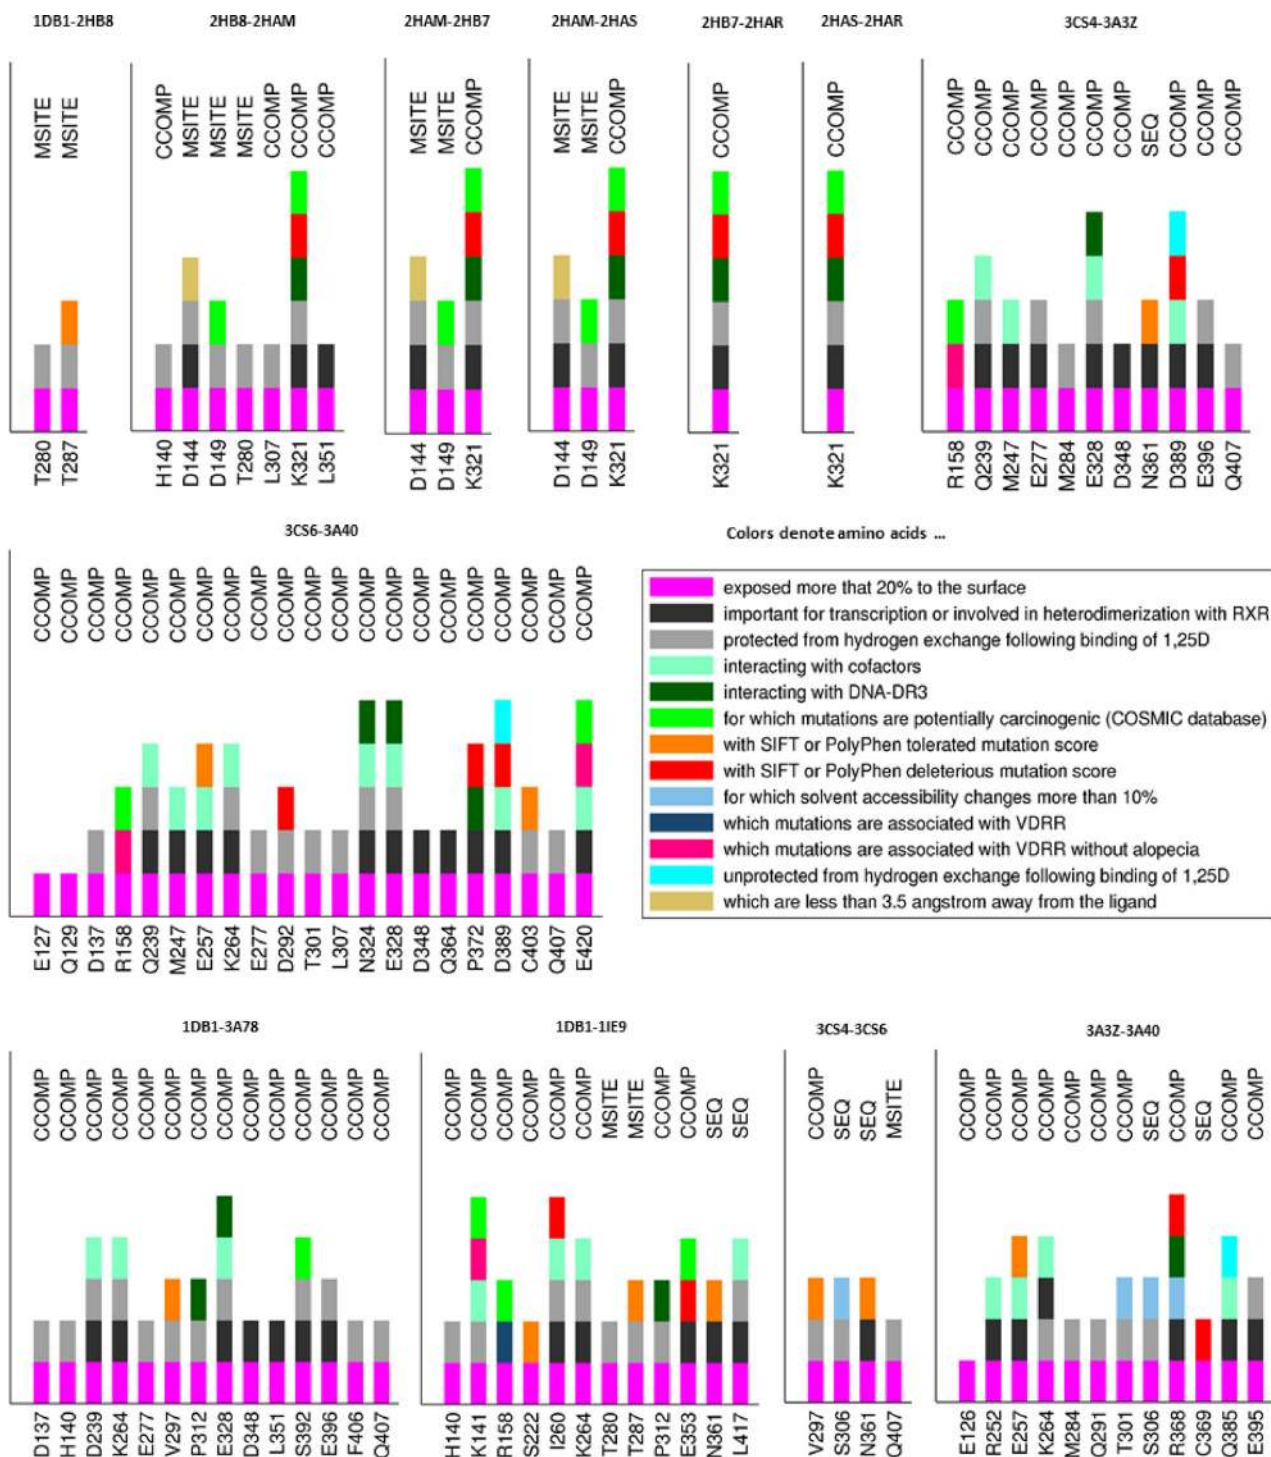 1DB1-2HB8 2HB8-2HAM 2HAM-2HB7 2HAM-2HAS 2HB7-2HAR 2HAS-2HAR 3CS4-3A3Z
MSITE MSITE CCOMP MSITE MSITE MSITE CCOMP CCOMP CCOMP MSITE MSITE CCOMP MSITE MSITE CCOMP CCOMP CCOMP CCOMP CCOMP CCOMP CCOMP CCOMP CCOMP CCOMP SEQ CCOMP CCOMP CCOMP
T280 T287 H140 D144 D149 T280 L307 K321 L351 D144 D149 K321 D144 D149 K321 K321 K321 R158 Q239 M247 E277 M284 E328 D348 N361 D389 E396 Q407
3CS6-3A40
CCOMP CCOMP CCOMP CCOMP CCOMP CCOMP CCOMP CCOMP CCOMP CCOMP CCOMP CCOMP CCOMP CCOMP CCOMP CCOMP CCOMP CCOMP CCOMP CCOMP CCOMP
E127 Q129 D137 R158 Q239 M247 E257 K264 E277 D292 T301 L307 N324 E328 D348 Q364 P372 D389 C403 Q407 E420
Colors denote amino acids ...
exposed more that 20% to the surface
important for transcription or involved in heterodimerization with RXR
protected from hydrogen exchange following binding of 1,25D
interacting with cofactors
interacting with DNA-DR3
for which mutations are potentially carcinogenic (COSMIC database)
with SIFT or PolyPhen tolerated mutation score
with SIFT or PolyPhen deleterious mutation score
for which solvent accessibility changes more than 10%
which mutations are associated with VDRR
which mutations are associated with VDRR without alopecia
unprotected from hydrogen exchange following binding of 1,25D
which are less than 3.5 angstrom away from the ligand
1DB1-3A78 1DB1-1IE9 3CS4-3CS6 3A3Z-3A40
CCOMP CCOMP CCOMP CCOMP CCOMP CCOMP CCOMP CCOMP CCOMP CCOMP CCOMP CCOMP CCOMP CCOMP CCOMP CCOMP CCOMP CCOMP CCOMP CCOMP MSITE MSITE CCOMP CCOMP SEQ SEQ CCOMP SEQ SEQ MSITE CCOMP CCOMP CCOMP CCOMP CCOMP CCOMP CCOMP SEQ CCOMP SEQ CCOMP CCOMP
D137 H140 D239 K264 E277 V297 P312 E328 D348 L351 S392 E396 F406 Q407 H140 K141 R158 S222 I260 K264 T280 T287 P312 E353 N361 L417 V297 S306 N361 Q407 E126 R252 E257 K264 M284 Q291 T301 S306 R368 C369 Q385 E395